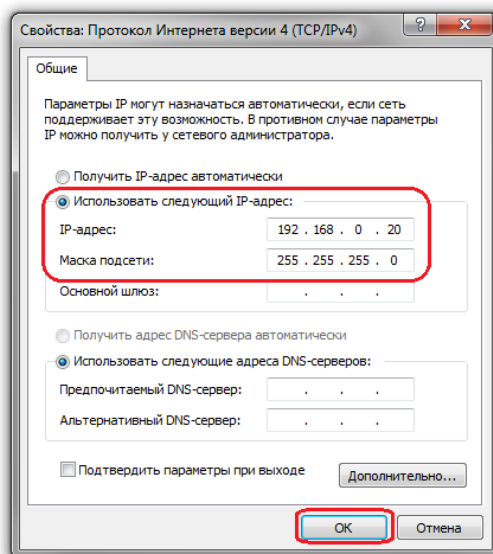 Свойства: Протокол Интернета версии 4 (TCP/IPv4)
Общие
Параметры IP могут назначаться автоматически, если сеть
поддерживает эту возможность. В противном случае параметры
IP можно получить у сетевого администратора.
Получить IP-адрес автоматически
Использовать следующий IP-адрес:
IP-адрес: 192 . 168 . 0 . 20
Маска подсети: 255 . 255 . 255 . 0
Основной шлюз: . . .
Получить адрес DNS-сервера автоматически
Использовать следующие адреса DNS-серверов:
Предпочитаемый DNS-сервер: . . .
Альтернативный DNS-сервер: . . .
Подтвердить параметры при выходе
Дополнительно...
ОК Отмена